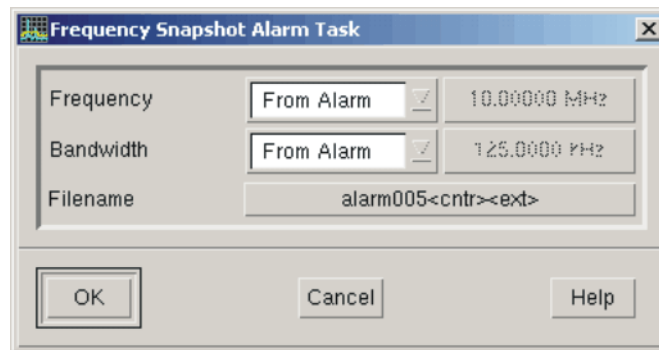 Frequency Snapshot Alarm Task
Frequency From Alarm 10.00000 MHz
Bandwidth From Alarm 125.0000 kHz
Filename alarm005<cntr><ext>
OK Cancel Help